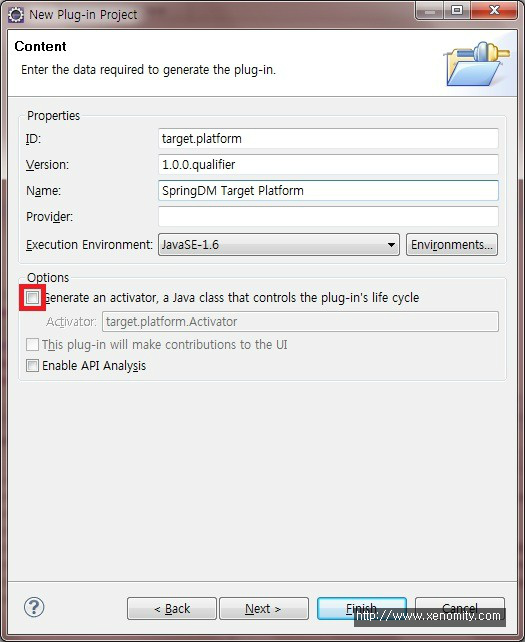 New Plug-in Project
Content
Enter the data required to generate the plug-in.
Properties
ID: target.platform
Version: 1.0.0.qualifier
Name: SpringDM Target Platform
Provider:
Execution Environment: JavaSE-1.6 Environments...
Options
Generate an activator, a Java class that controls the plug-in's life cycle
Activator: target.platform.Activator
This plug-in will make contributions to the UI
Enable API Analysis
? < Back Next > Finish Cancel
http://www.xenomity.com